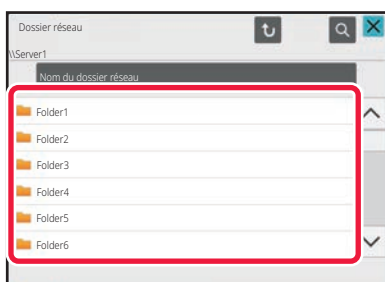 Dossier réseau
\\Server1
Nom du dossier réseau
Folder1
Folder2
Folder3
Folder4
Folder5
Folder6